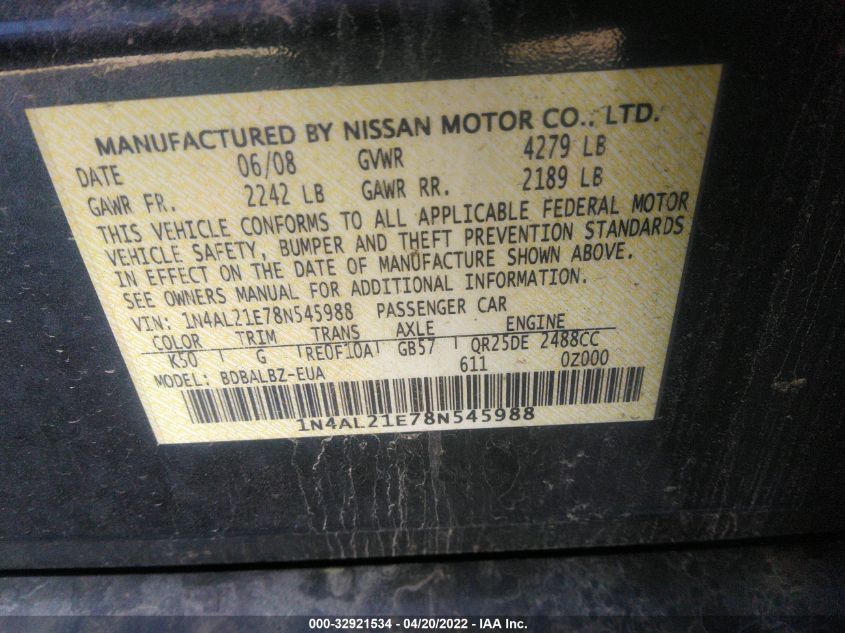 MANUFACTURED BY NISSAN MOTOR CO., LTD.
DATE 06/08 GVWR 4279 LB
GAWR FR. 2242 LB GAWR RR. 2189 LB
THIS VEHICLE CONFORMS TO ALL APPLICABLE FEDERAL MOTOR
VEHICLE SAFETY, BUMPER AND THEFT PREVENTION STANDARDS
IN EFFECT ON THE DATE OF MANUFACTURE SHOWN ABOVE.
SEE OWNERS MANUAL FOR ADDITIONAL INFORMATION.
VIN: 1N4AL21E78N545988 PASSENGER CAR
COLOR TRIM TRANS AXLE ENGINE
K50 G RE0F10A GB57 QR25DE 2488CC
MODEL: BDBALBZ-EUA 611 0Z000
1N4AL21E78N545988
000-32921534 - 04/20/2022 - IAA Inc.